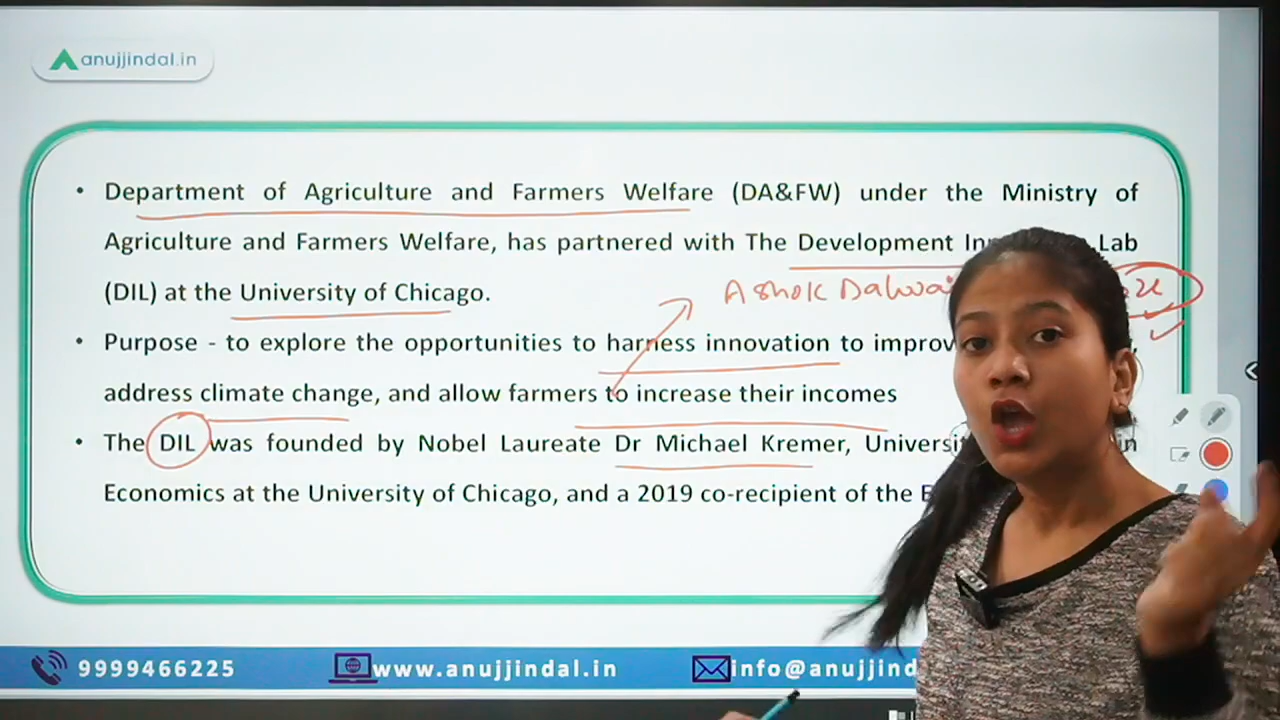 anujjindal.in
• Department of Agriculture and Farmers Welfare (DA&FW) under the Ministry of
Agriculture and Farmers Welfare, has partnered with The Development Lab
(DIL) at the University of Chicago.
Ashok Dalwai
• Purpose - to explore the opportunities to harness innovation to improv
address climate change, and allow farmers to increase their incomes
• The DIL was founded by Nobel Laureate Dr Michael Kremer, Universi in
Economics at the University of Chicago, and a 2019 co-recipient of the
9999466225
www.anujjindal.in
info@anujjind